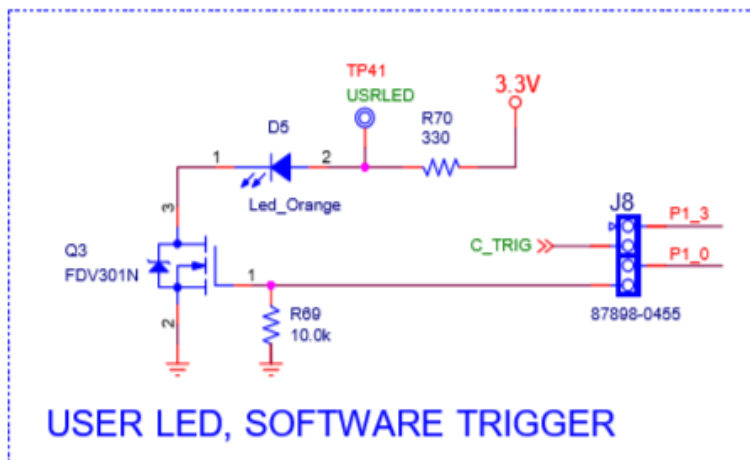 TP41
USRLED
3.3V
R70
330
D5
1
2
Led_Orange
J8
P1_3
C_TRIG
P1_0
3
Q3
FDV301N
1
R69
10.0k
2
87898-0455
USER LED, SOFTWARE TRIGGER